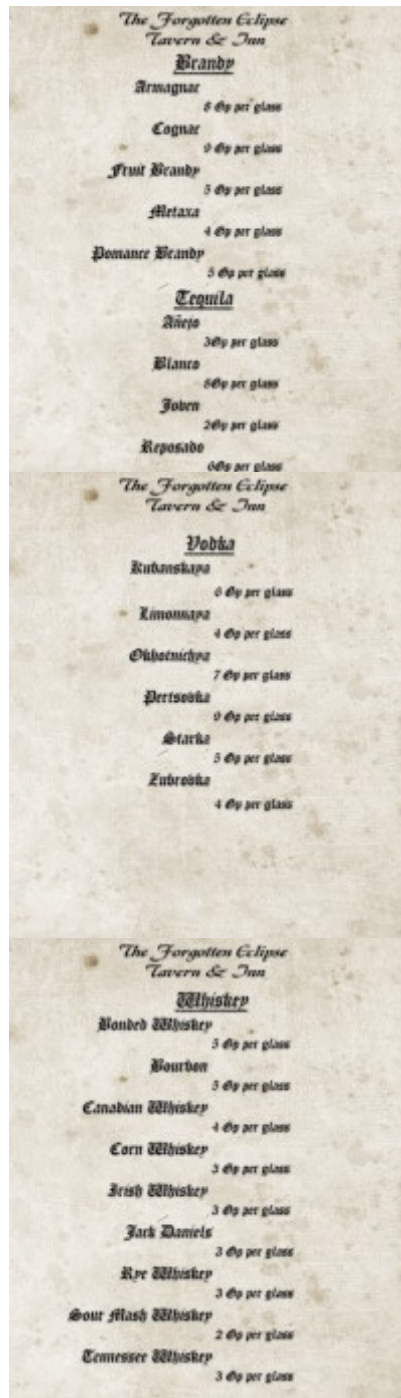 The Forgotten Eclipse
Tavern & Inn
Brandy
Armagnac
8 Gp per glass
Cognac
9 Gp per glass
Fruit Brandy
5 Gp per glass
Metaxa
4 Gp per glass
Pomance Brandy
5 Gp per glass
Tequila
Añejo
3Gp per glass
Blanco
8Gp per glass
Joven
2Gp per glass
Reposado
6Gp per glass
The Forgotten Eclipse
Tavern & Inn
Vodka
Kubanskaya
6 Gp per glass
Limonnaya
4 Gp per glass
Okhotnichya
7 Gp per glass
Pertsovka
9 Gp per glass
Starka
5 Gp per glass
Zubrovka
4 Gp per glass
The Forgotten Eclipse
Tavern & Inn
Whiskey
Bonded Whiskey
5 Gp per glass
Bourbon
5 Gp per glass
Canadian Whiskey
4 Gp per glass
Corn Whiskey
3 Gp per glass
Irish Whiskey
3 Gp per glass
Jack Daniels
3 Gp per glass
Rye Whiskey
3 Gp per glass
Sour Mash Whiskey
2 Gp per glass
Tennessee Whiskey
3 Gp per glass